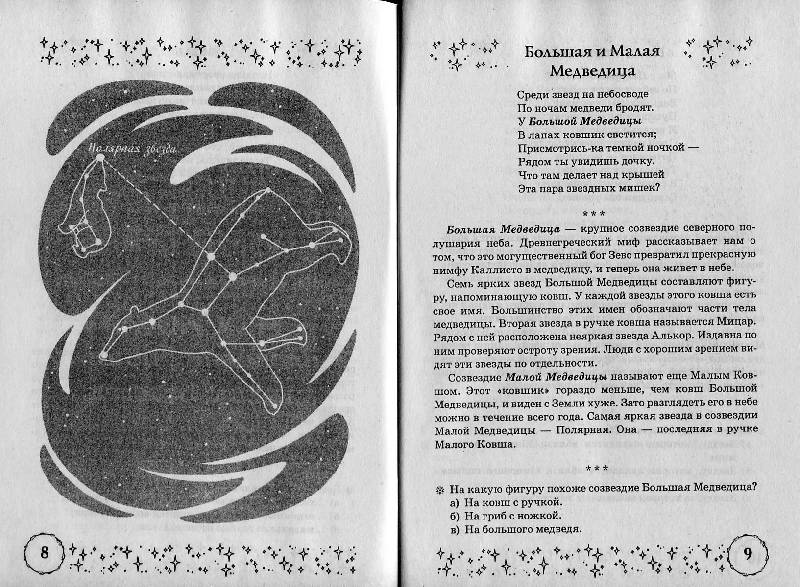 Полярная звезда
8
Большая и Малая
Медведица
Среди звезд на небосводе
По ночам медведи бродят.
У Большой Медведицы
В лапах ковшик светится;
Присмотрись-ка темной ночкой —
Рядом ты увидишь дочку.
Что там делает над крышей
Эта пара звездных мишек?
* * *
Большая Медведица — крупное созвездие северного по-
лушария неба. Древнегреческий миф рассказывает нам о
том, что это могущественный бог Зевс превратил прекрасную
нимфу Каллисто в медведицу, и теперь она живет в небе.
Семь ярких звезд Большой Медведицы составляют фигу-
ру, напоминающую ковш. У каждой звезды этого ковша есть
свое имя. Большинство этих имен обозначают части тела
медведицы. Вторая звезда в ручке ковша называется Мицар.
Рядом с ней расположена неяркая звезда Алькор. Издавна по
ним проверяют остроту зрения. Люди с хорошим зрением ви-
дят эти звезды по отдельности.
Созвездие Малой Медведицы называют еще Малым Ков-
шом. Этот «ковшик» гораздо меньше, чем ковш Большой
Медведицы, и виден с Земли хуже. Зато разглядеть его в небе
можно в течение всего года. Самая яркая звезда в созвездии
Малой Медведицы — Полярная. Она — последняя в ручке
Малого Ковша.
* * *
На какую фигуру похоже созвездие Большая Медведица?
а) На ковш с ручкой.
б) На гриб с ножкой.
в) На большого медведя.
9